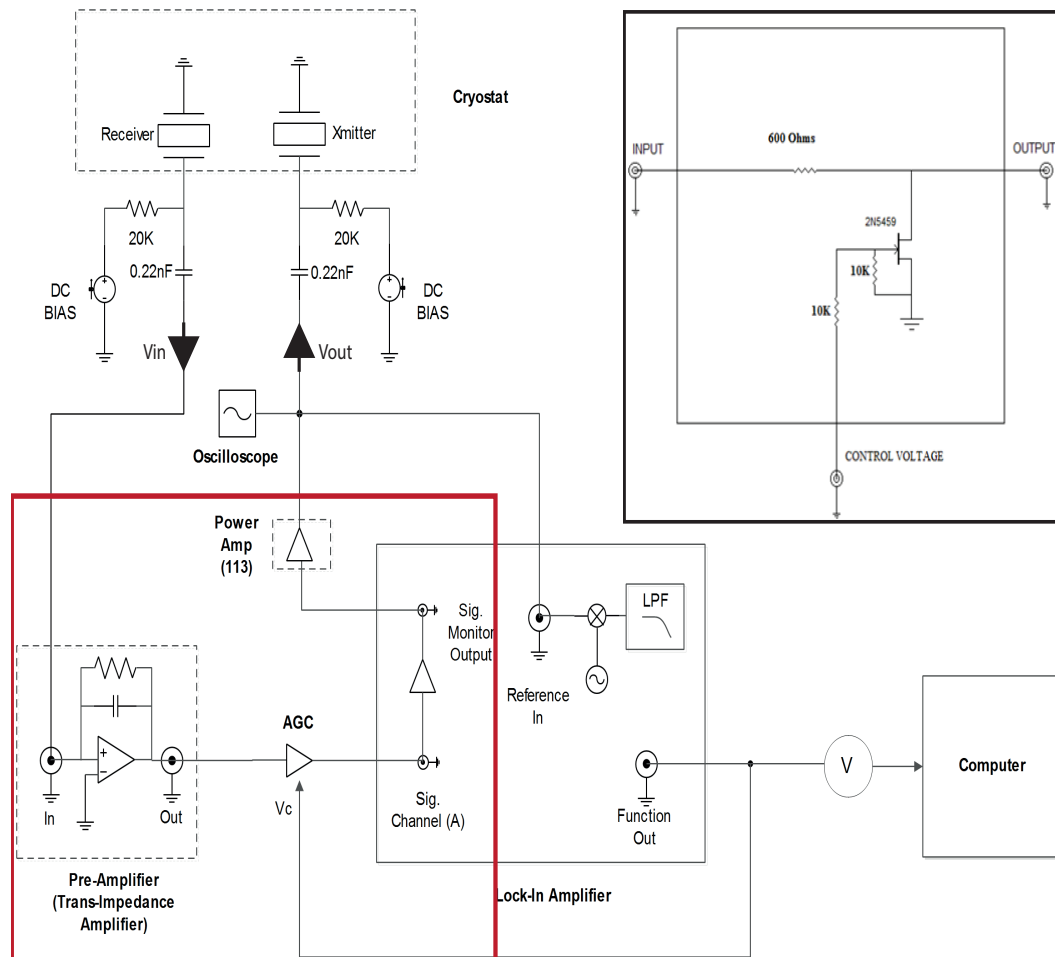 Cryostat
Receiver
Xmitter
20K
20K
0.22nF
0.22nF
DC
BIAS
DC
BIAS
Vin
Vout
Oscilloscope
600 Ohms
INPUT
OUTPUT
2N5459
10K
10K
CONTROL VOLTAGE
Power
Amp
(113)
Sig.
Monitor
Output
LPF
Reference
In
AGC
Vc
In
Out
Sig.
Channel (A)
Function
Out
V
Computer
Pre-Amplifier
(Trans-Impedance
Amplifier)
Lock-In Amplifier